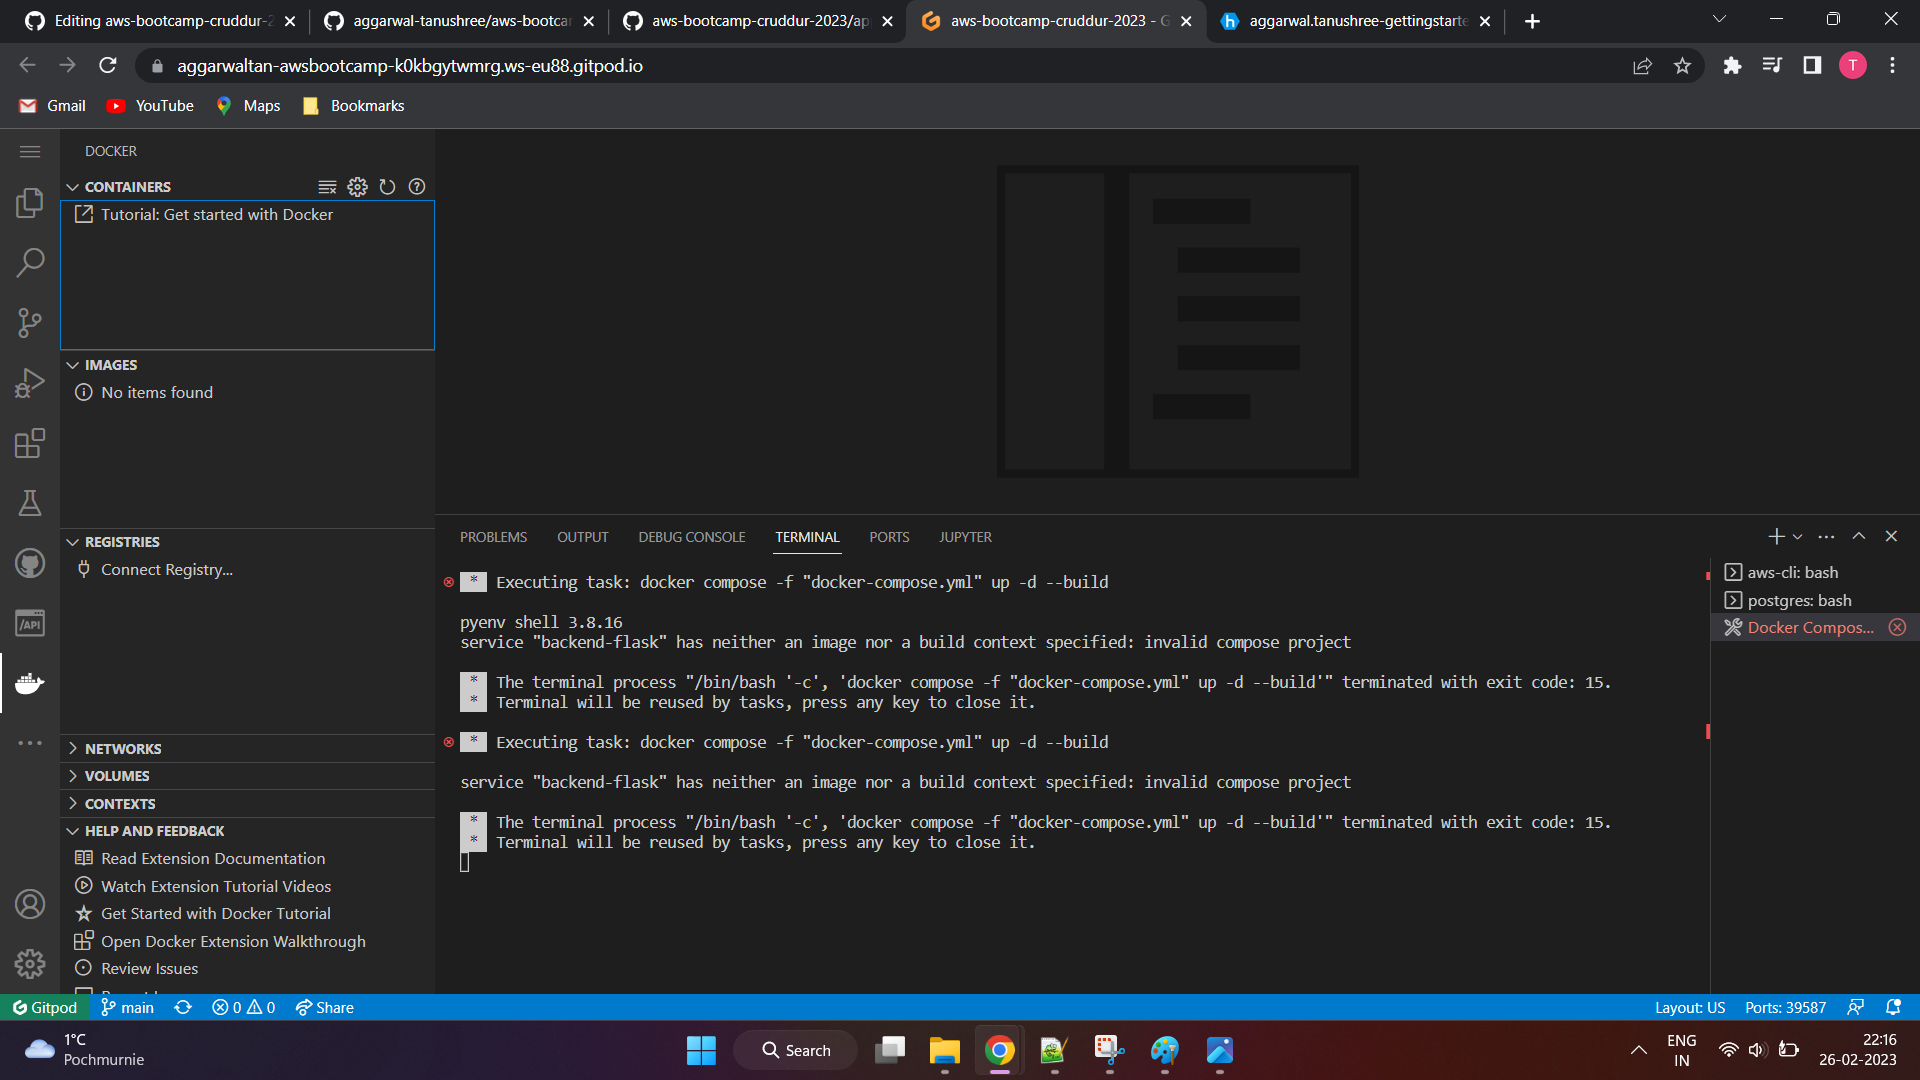 Editing aws-bootcamp-cruddur-2
aggarwal-tanushree/aws-bootca
aws-bootcamp-cruddur-2023/ap
aws-bootcamp-cruddur-2023 - G
aggarwal.tanushree-gettingstarte
aggarwaltan-awsbootcamp-k0kbgytwmrg.ws-eu88.gitpod.io
T
Gmail
YouTube
Maps
Bookmarks
DOCKER
CONTAINERS
Tutorial: Get started with Docker
IMAGES
No items found
REGISTRIES
Connect Registry...
NETWORKS
VOLUMES
CONTEXTS
HELP AND FEEDBACK
Read Extension Documentation
Watch Extension Tutorial Videos
Get Started with Docker Tutorial
Open Docker Extension Walkthrough
Review Issues
/API
PROBLEMS
OUTPUT
DEBUG CONSOLE
TERMINAL
PORTS
JUPYTER
* Executing task: docker compose -f "docker-compose.yml" up -d --build
pyenv shell 3.8.16
service "backend-flask" has neither an image nor a build context specified: invalid compose project
* The terminal process "/bin/bash '-c', 'docker compose -f "docker-compose.yml" up -d --build'" terminated with exit code: 15.
* Terminal will be reused by tasks, press any key to close it.
* Executing task: docker compose -f "docker-compose.yml" up -d --build
service "backend-flask" has neither an image nor a build context specified: invalid compose project
* The terminal process "/bin/bash '-c', 'docker compose -f "docker-compose.yml" up -d --build'" terminated with exit code: 15.
* Terminal will be reused by tasks, press any key to close it.
aws-cli: bash
postgres: bash
Docker Compos...
Gitpod
main
0 0
Share
Layout: US
Ports: 39587
1°C
Pochmurnie
Search
ENG
IN
22:16
26-02-2023